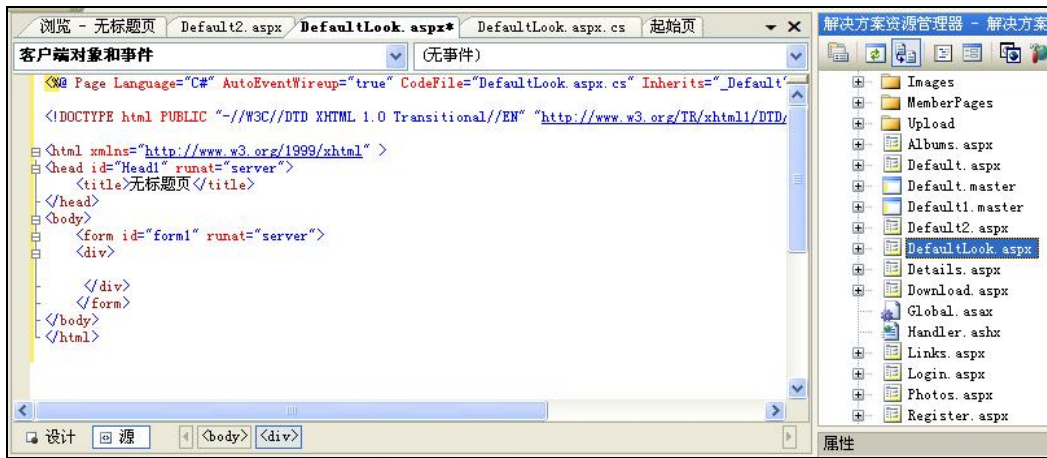 浏览 - 无标题页 Default2.aspx DefaultLook.aspx* DefaultLook.aspx.cs 起始页
客户端对象和事件 (无事件)
<%@ Page Language="C#" AutoEventWireup="true" CodeFile="DefaultLook.aspx.cs" Inherits="_Default"
<!DOCTYPE html PUBLIC "-//W3C//DTD XHTML 1.0 Transitional//EN" "http://www.w3.org/TR/xhtml1/DTD/
<html xmlns="http://www.w3.org/1999/xhtml" >
<head id="Head1" runat="server">
<title>无标题页</title>
</head>
<body>
<form id="form1" runat="server">
<div>
</div>
</form>
</body>
</html>
设计 源 <body> <div>
解决方案资源管理器 - 解决方案
Images
MemberPages
Upload
Albums.aspx
Default.aspx
Default.master
Default1.master
Default2.aspx
DefaultLook.aspx
Details.aspx
Download.aspx
Global.asax
Handler.ashx
Links.aspx
Login.aspx
Photos.aspx
Register.aspx
属性